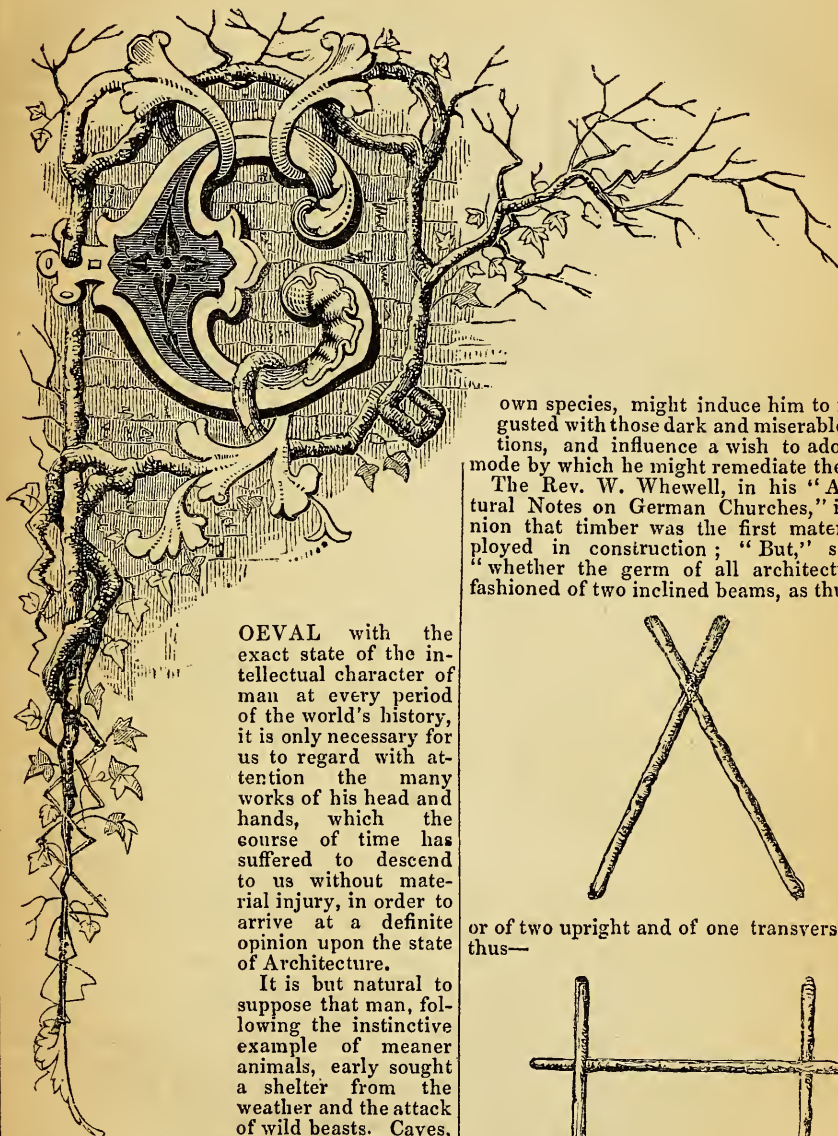 COEVAL with the
exact state of the in-
tellectual character of
man at every period
of the world's history,
it is only necessary for
us to regard with at-
tention the many
works of his head and
hands, which the
course of time has
suffered to descend
to us without mate-
rial injury, in order to
arrive at a definite
opinion upon the state
of Architecture.
It is but natural to
suppose that man, fol-
lowing the instinctive
example of meaner
animals, early sought
a shelter from the
weather and the attack
of wild beasts. Caves,
own species, might induce him to
gusted with those dark and miserabl
tions, and influence a wish to ado
mode by which he might remediate the
The Rev. W. Whewell, in his “A
tural Notes on German Churches,” i
nion that timber was the first mate
ployed in construction ; “But,” s
“whether the germ of all architect
fashioned of two inclined beams, as thu
or of two upright and of one transvers
thus—